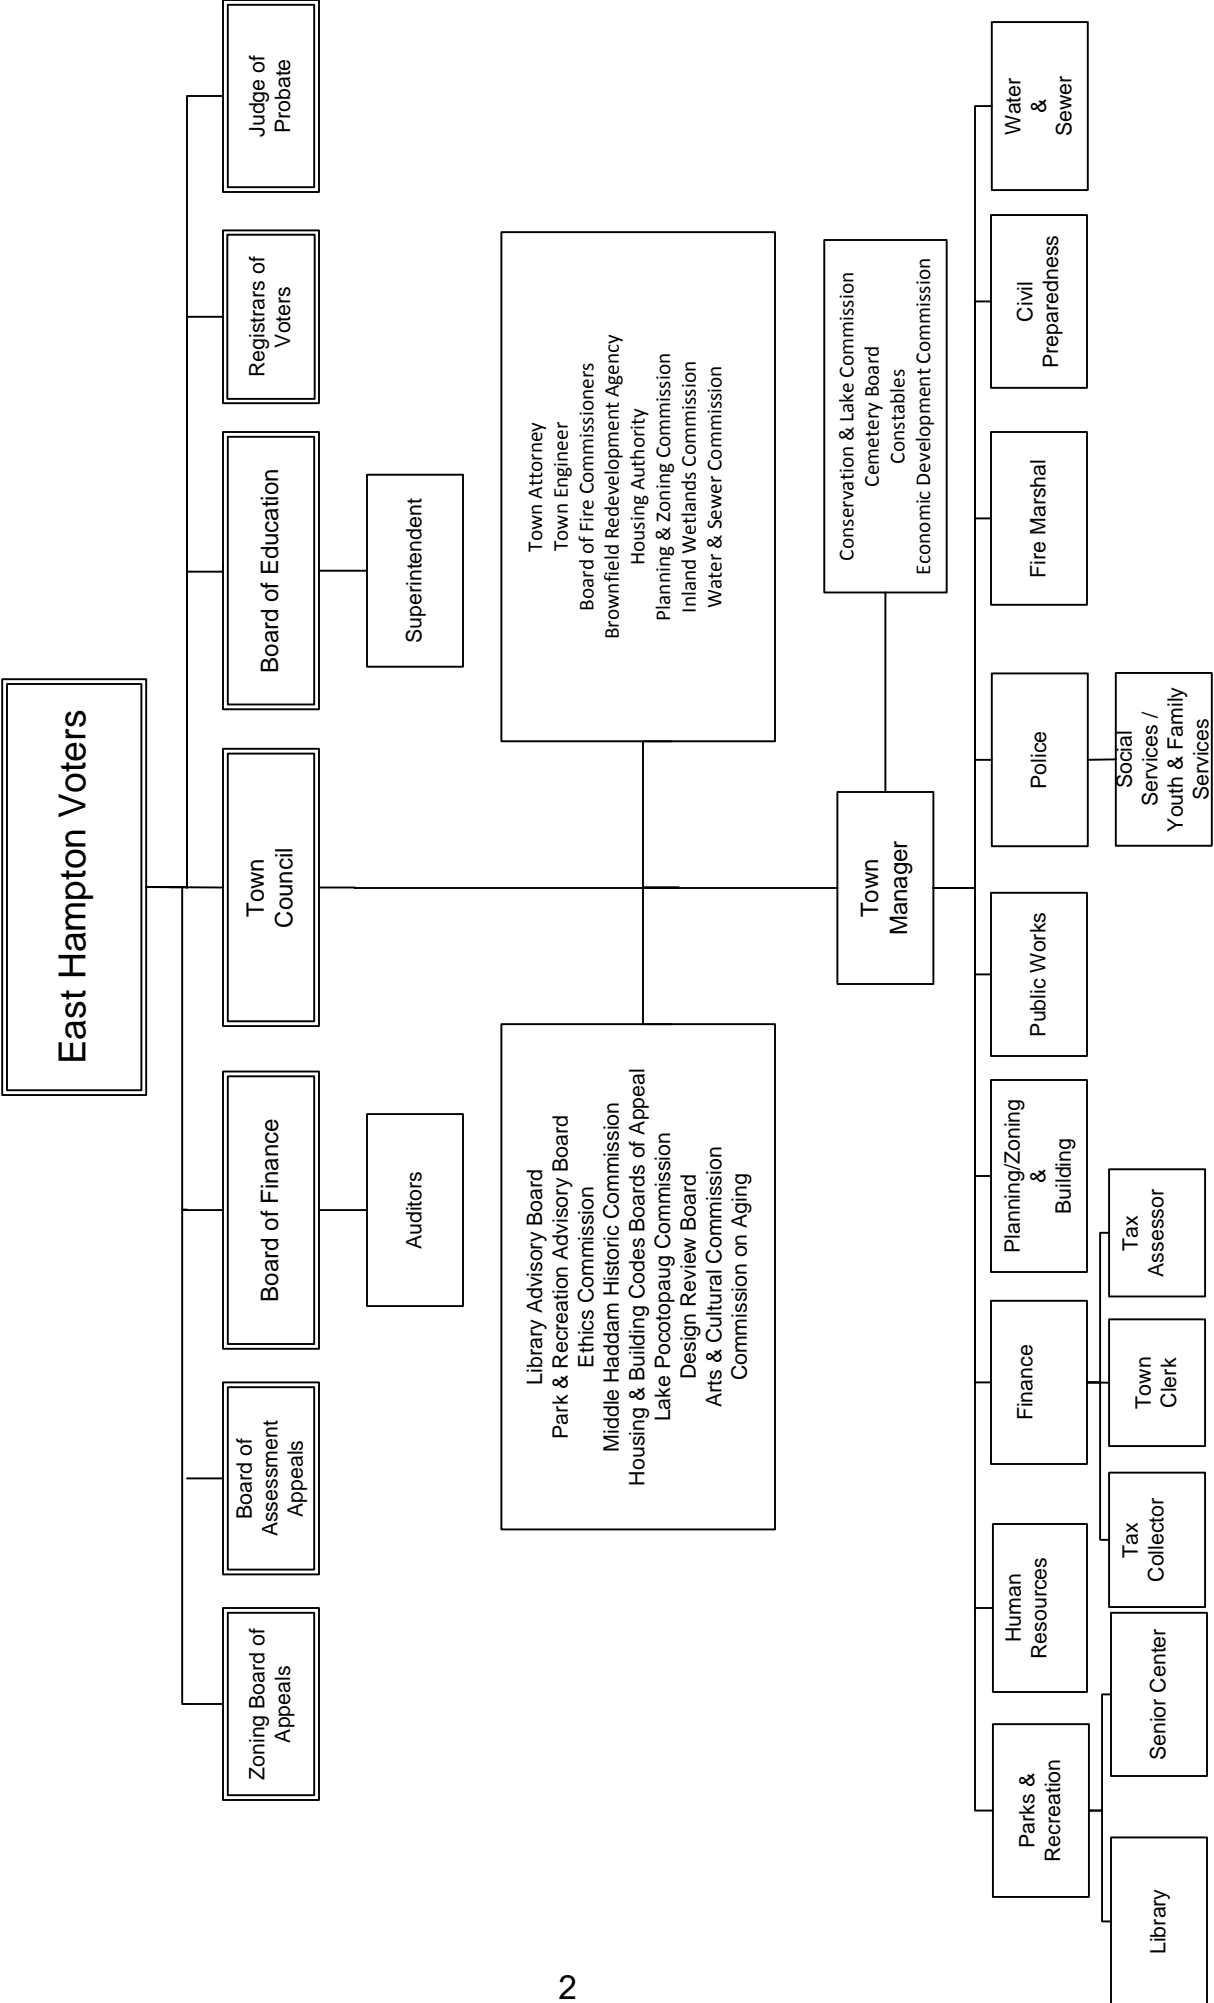 East Hampton Voters
Zoning Board of
Appeals
Board of
Assessment
Appeals
Board of Finance
Town
Council
Board of Education
Registrars of
Voters
Judge of
Probate
Auditors
Superintendent
Library Advisory Board
Park & Recreation Advisory Board
Ethics Commission
Middle Haddam Historic Commission
Housing & Building Codes Boards of Appeal
Lake Pocotopaug Commission
Design Review Board
Arts & Cultural Commission
Commission on Aging
Town Attorney
Town Engineer
Board of Fire Commissioners
Brownfield Redevelopment Agency
Housing Authority
Planning & Zoning Commission
Inland Wetlands Commission
Water & Sewer Commission
Town
Manager
Conservation & Lake Commission
Cemetery Board
Constables
Economic Development Commission
Parks &
Recreation
Human
Resources
Finance
Planning/Zoning
&
Building
Public Works
Police
Fire Marshal
Civil
Preparedness
Water
&
Sewer
Library
Senior Center
Tax
Collector
Town
Clerk
Tax
Assessor
Social
Services /
Youth & Family
Services
2